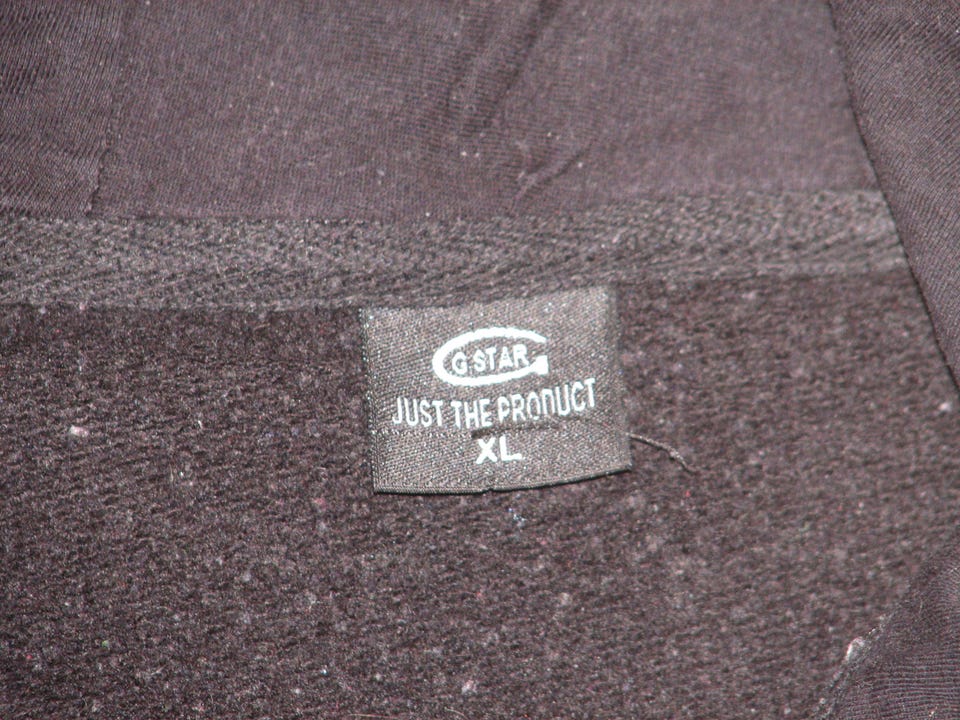 G-STAR
JUST THE PRODUCT
XL